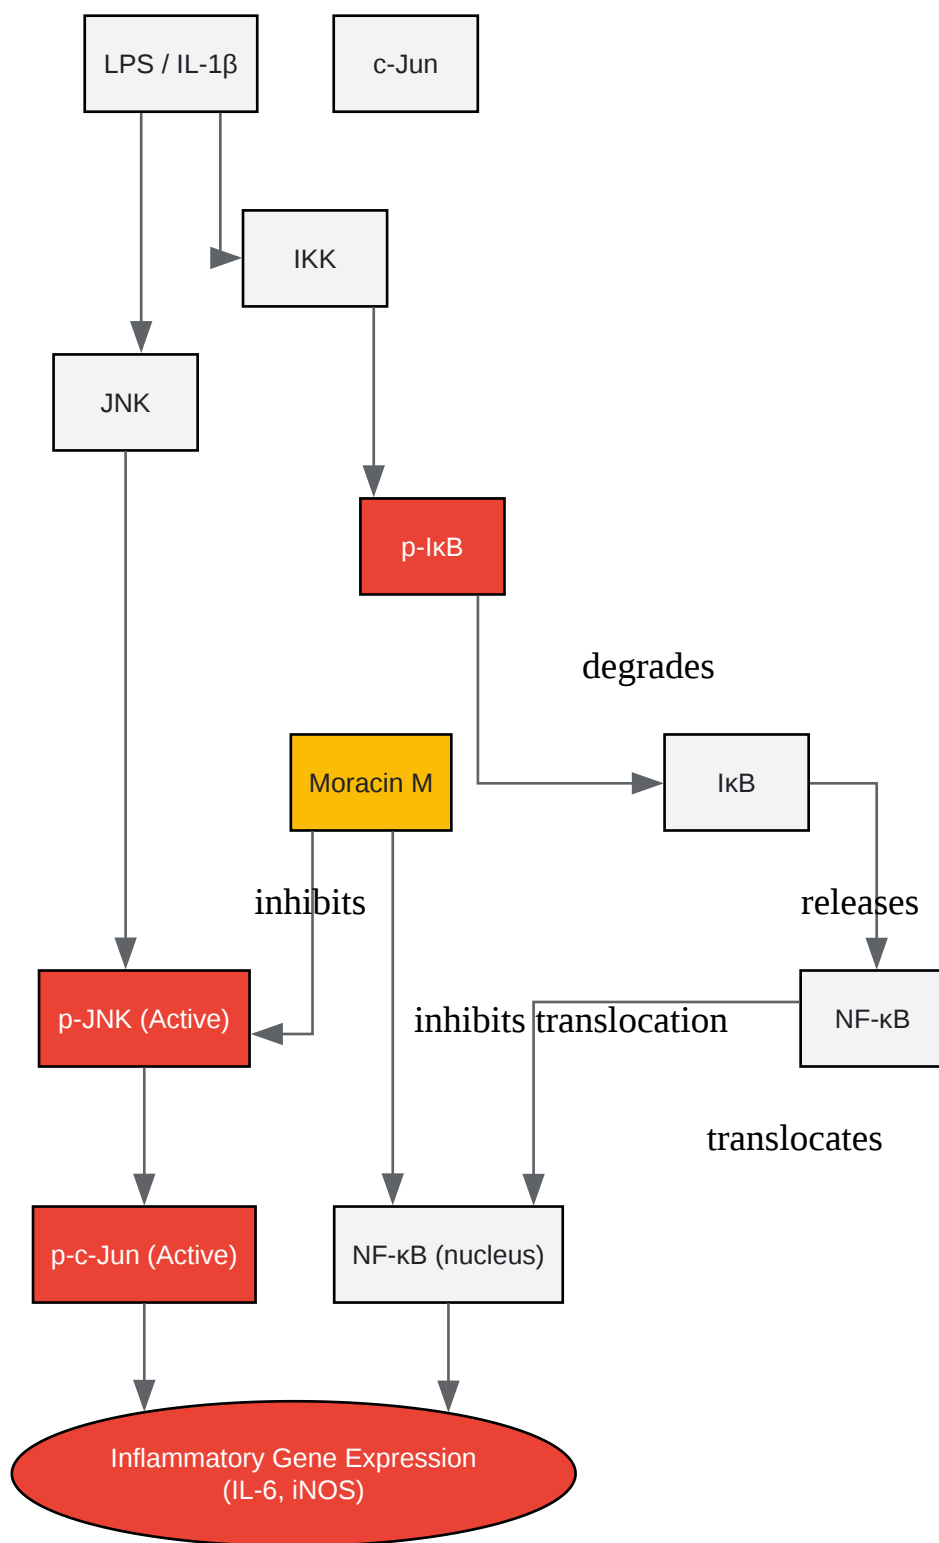 LPS / IL-1β
c-Jun
IKK
JNK
p-IκB
degrades
Moracin M
IκB
inhibits
releases
p-JNK (Active)
inhibits translocation
NF-κB
translocates
p-c-Jun (Active)
NF-κB (nucleus)
Inflammatory Gene Expression
(IL-6, iNOS)